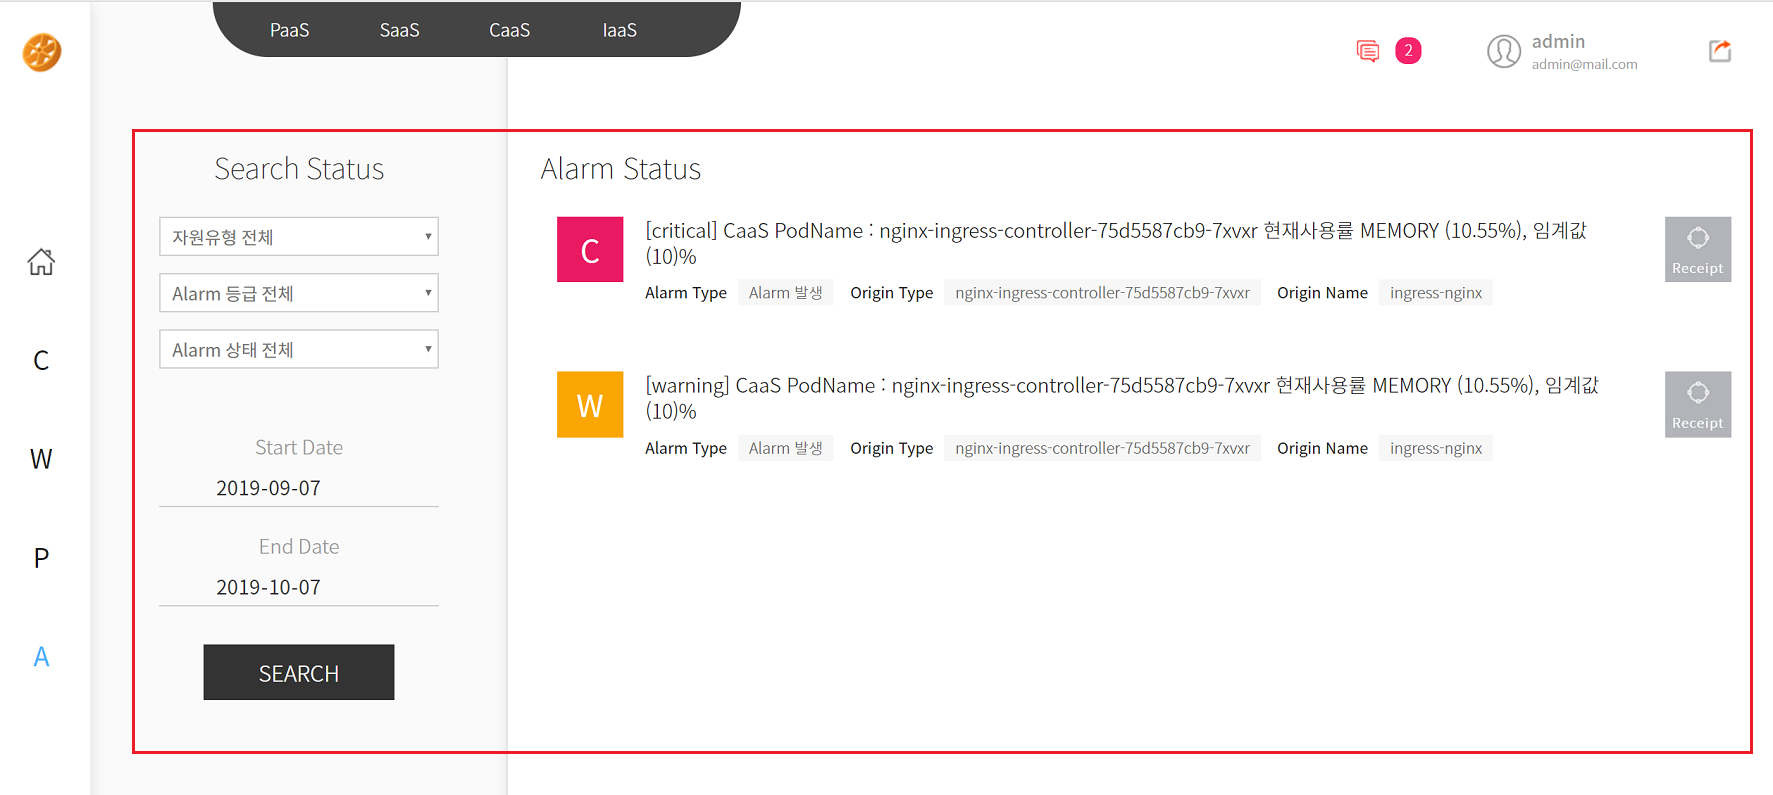 PaaS SaaS CaaS IaaS
2
admin
admin@mail.com
C
W
P
A
Search Status
자원유형 전체
Alarm 등급 전체
Alarm 상태 전체
Start Date
2019-09-07
End Date
2019-10-07
SEARCH
Alarm Status
C
[critical] CaaS PodName : nginx-ingress-controller-75d5587cb9-7xvxr 현재사용률 MEMORY (10.55%), 임계값
(10)%
Alarm Type Alarm 발생 Origin Type nginx-ingress-controller-75d5587cb9-7xvxr Origin Name ingress-nginx
Receipt
W
[warning] CaaS PodName : nginx-ingress-controller-75d5587cb9-7xvxr 현재사용률 MEMORY (10.55%), 임계값
(10)%
Alarm Type Alarm 발생 Origin Type nginx-ingress-controller-75d5587cb9-7xvxr Origin Name ingress-nginx
Receipt